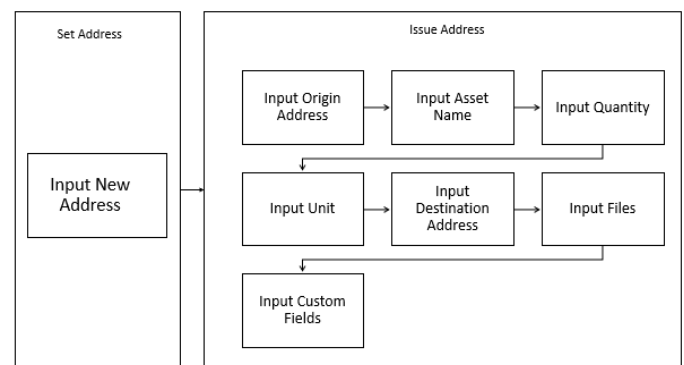 Set Address
Issue Address
Input Origin
Address
Input Asset
Name
Input Quantity
Input New
Address
Input Unit
Input
Destination
Address
Input Files
Input Custom
Fields